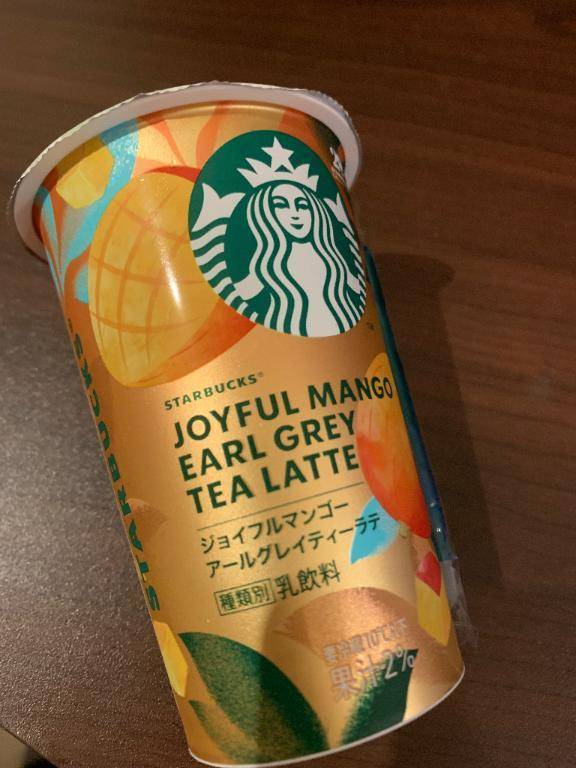 STARBUCKS®
JOYFUL MANGO
EARL GREY
TEA LATTE
ジョイフルマンゴー
アールグレイティーラテ
種類別 乳飲料
要冷蔵10℃以下
果汁2%
STARBUCKS®
TM